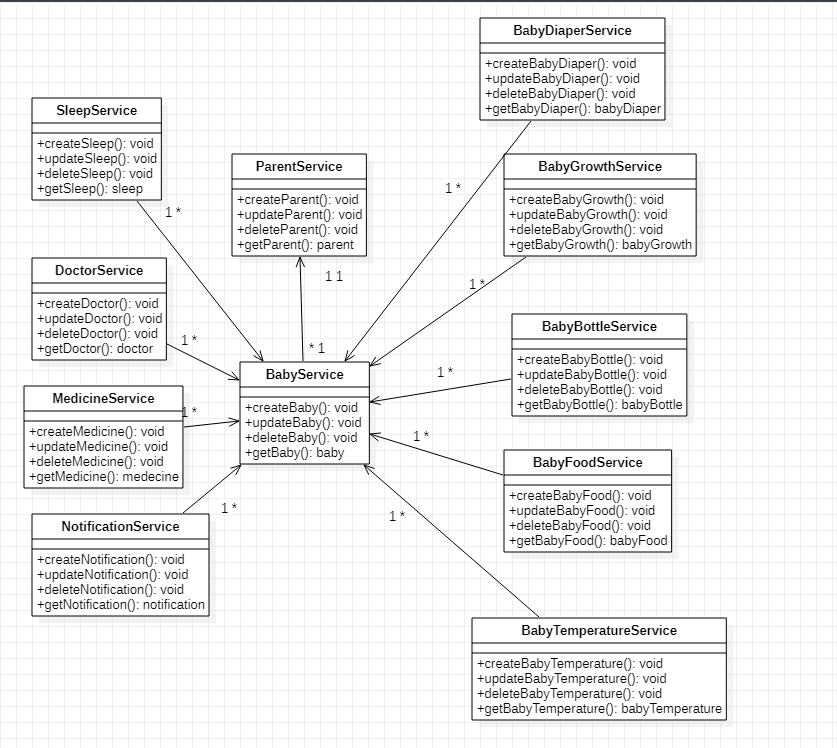 BabyDiaperService
+createBabyDiaper(): void
+updateBabyDiaper(): void
+deleteBabyDiaper(): void
+getBabyDiaper(): babyDiaper
SleepService
+createSleep(): void
+updateSleep(): void
+deleteSleep(): void
+getSleep(): sleep
ParentService
+createParent(): void
+updateParent(): void
+deleteParent(): void
+getParent(): parent
BabyGrowthService
+createBabyGrowth(): void
+updateBabyGrowth(): void
+deleteBabyGrowth(): void
+getBabyGrowth(): babyGrowth
1 *
1 *
1 1
1 *
DoctorService
+createDoctor(): void
+updateDoctor(): void
+deleteDoctor(): void
+getDoctor(): doctor
1 *
* 1
BabyBottleService
+createBabyBottle(): void
+updateBabyBottle(): void
+deleteBabyBottle(): void
+getBabyBottle(): babyBottle
1 *
BabyService
+createBaby(): void
+updateBaby(): void
+deleteBaby(): void
+getBaby(): baby
MedicineService
+createMedicine(): void
+updateMedicine(): void
+deleteMedicine(): void
+getMedicine(): medecine
1 *
1 *
BabyFoodService
+createBabyFood(): void
+updateBabyFood(): void
+deleteBabyFood(): void
+getBabyFood(): babyFood
1 *
1 *
NotificationService
+createNotification(): void
+updateNotification(): void
+deleteNotification(): void
+getNotification(): notification
BabyTemperatureService
+createBabyTemperature(): void
+updateBabyTemperature(): void
+deleteBabyTemperature(): void
+getBabyTemperature(): babyTemperature